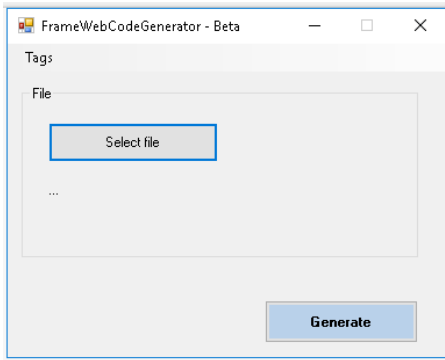 FrameWebCodeGenerator - Beta
Tags
File
Select file
...
Generate